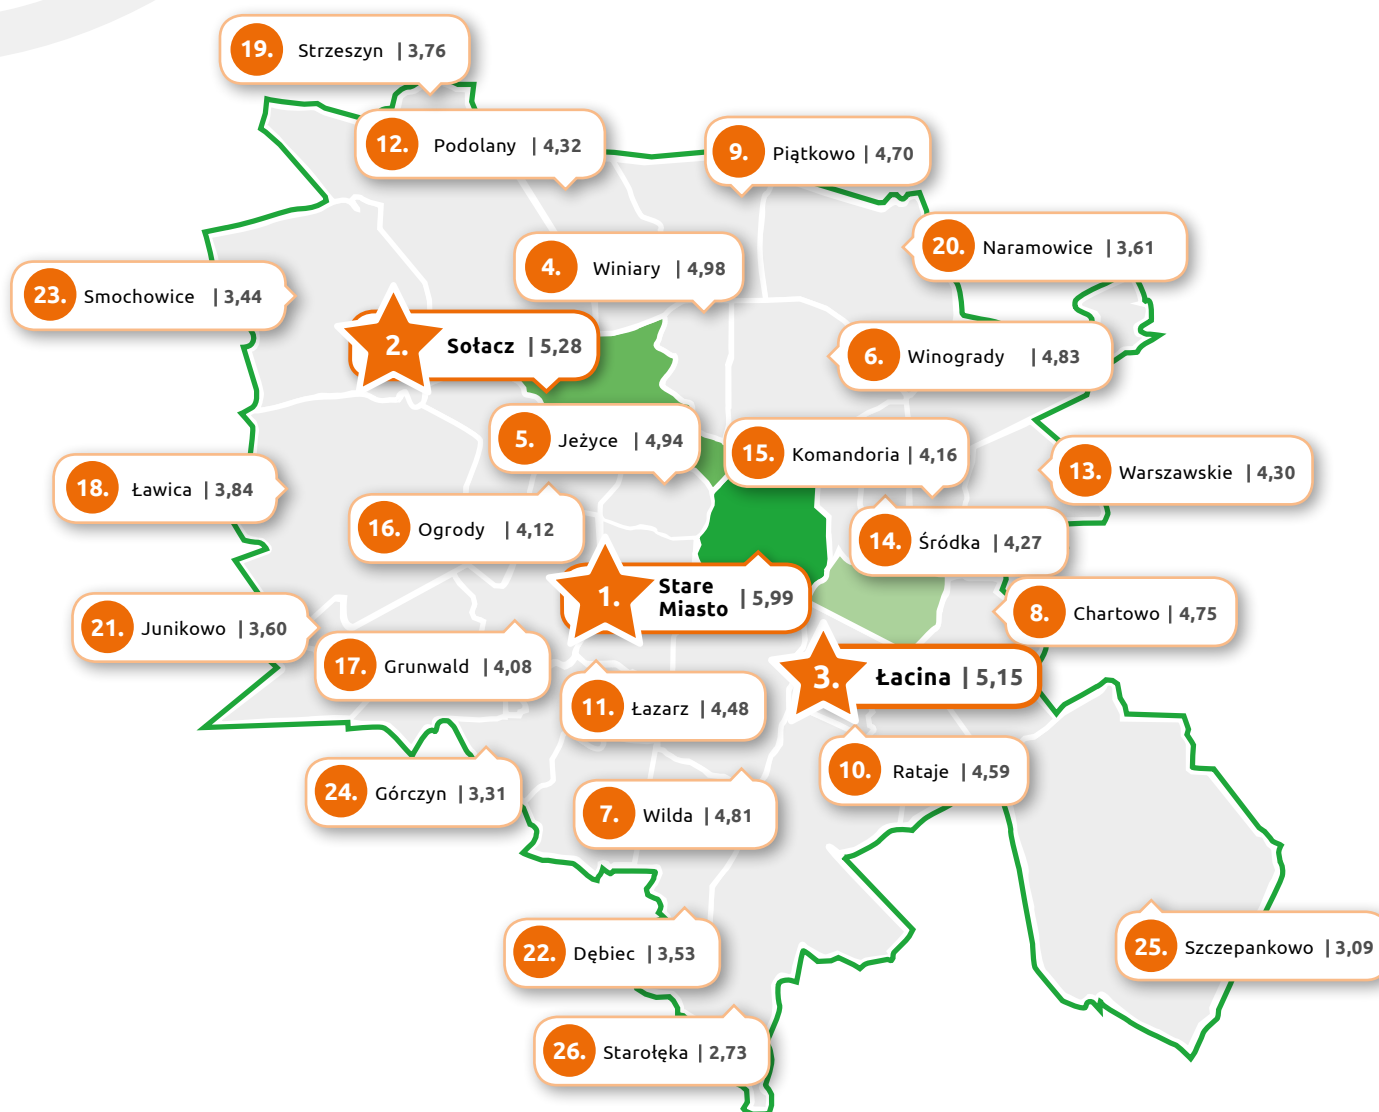 19. Strzeszyn | 3,76
12. Podolany | 4,32
9. Piątkowo | 4,70
20. Naramowice | 3,61
4. Winiary | 4,98
23. Smochowice | 3,44
2. Sołacz | 5,28
6. Winogrady | 4,83
5. Jeżyce | 4,94
15. Komandoria | 4,16
13. Warszawskie | 4,30
18. Ławica | 3,84
16. Ogrody | 4,12
14. Śródka | 4,27
1. Stare
Miasto | 5,99
8. Chartowo | 4,75
21. Junikowo | 3,60
17. Grunwald | 4,08
3. Łacina | 5,15
11. Łazarz | 4,48
10. Rataje | 4,59
24. Górczyn | 3,31
7. Wilda | 4,81
22. Dębiec | 3,53
25. Szczepankowo | 3,09
26. Starołęka | 2,73